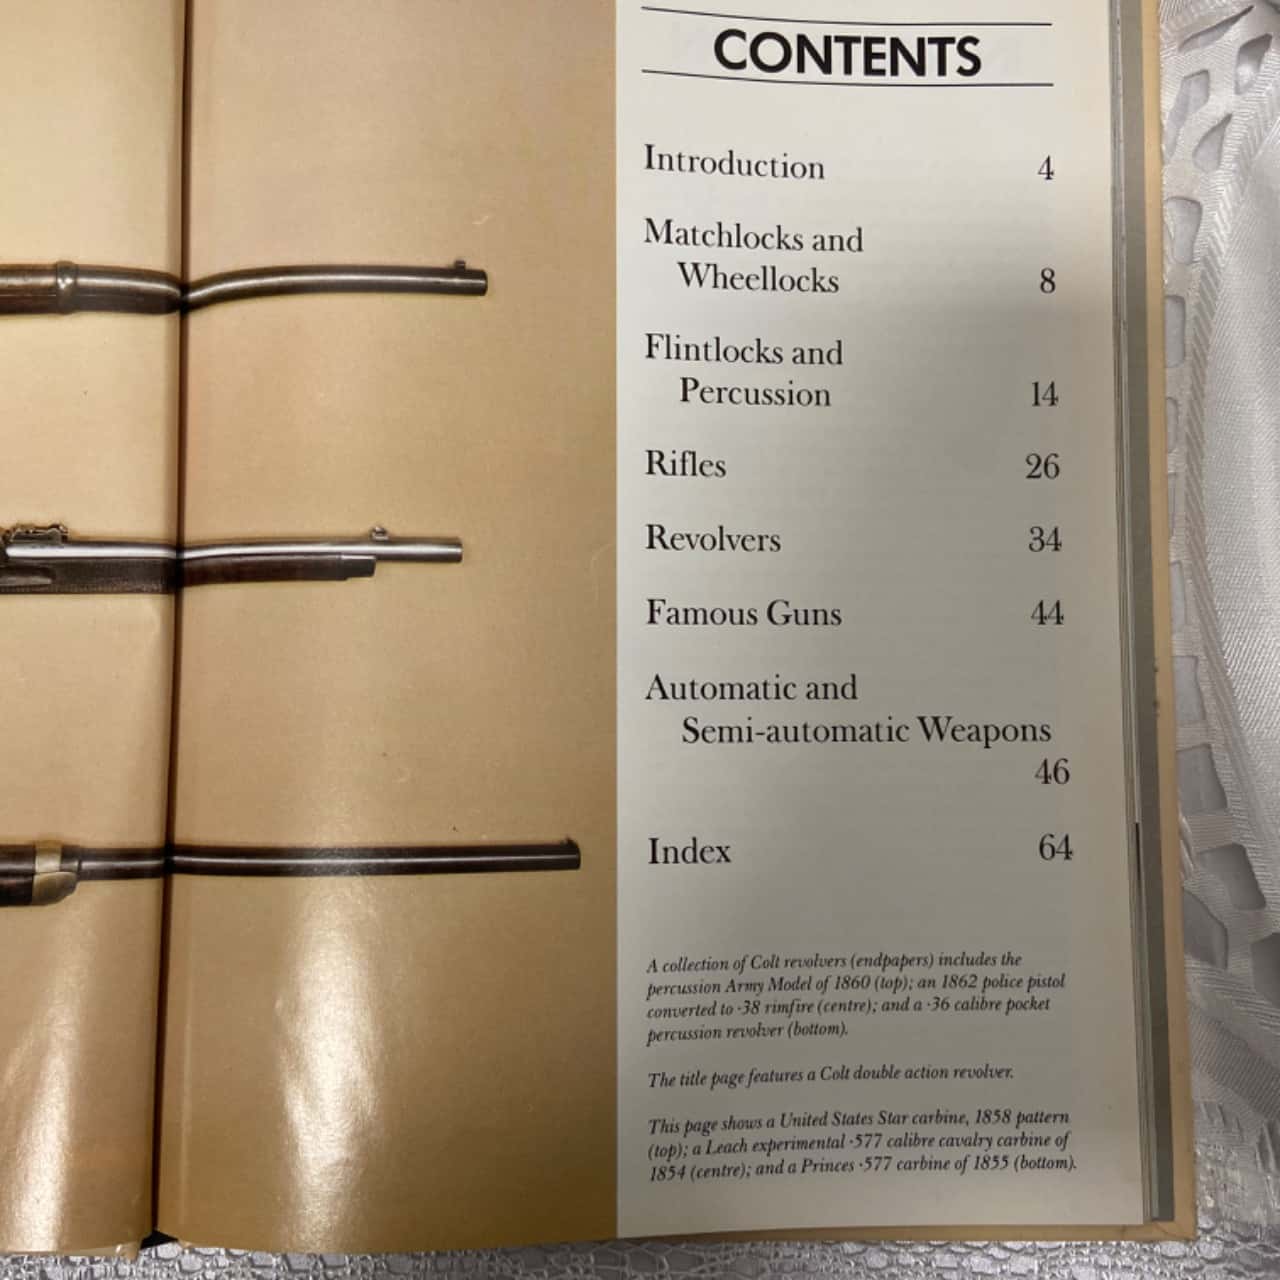 CONTENTS
Introduction 4
Matchlocks and
Wheellocks 8
Flintlocks and
Percussion 14
Rifles 26
Revolvers 34
Famous Guns 44
Automatic and
Semi-automatic Weapons
46
Index 64
A collection of Colt revolvers (endpapers) includes the
percussion Army Model of 1860 (top); an 1862 police pistol
converted to ·38 rimfire (centre); and a ·36 calibre pocket
percussion revolver (bottom).
The title page features a Colt double action revolver.
This page shows a United States Star carbine, 1858 pattern
(top); a Leach experimental ·577 calibre cavalry carbine of
1854 (centre); and a Princes ·577 carbine of 1855 (bottom).